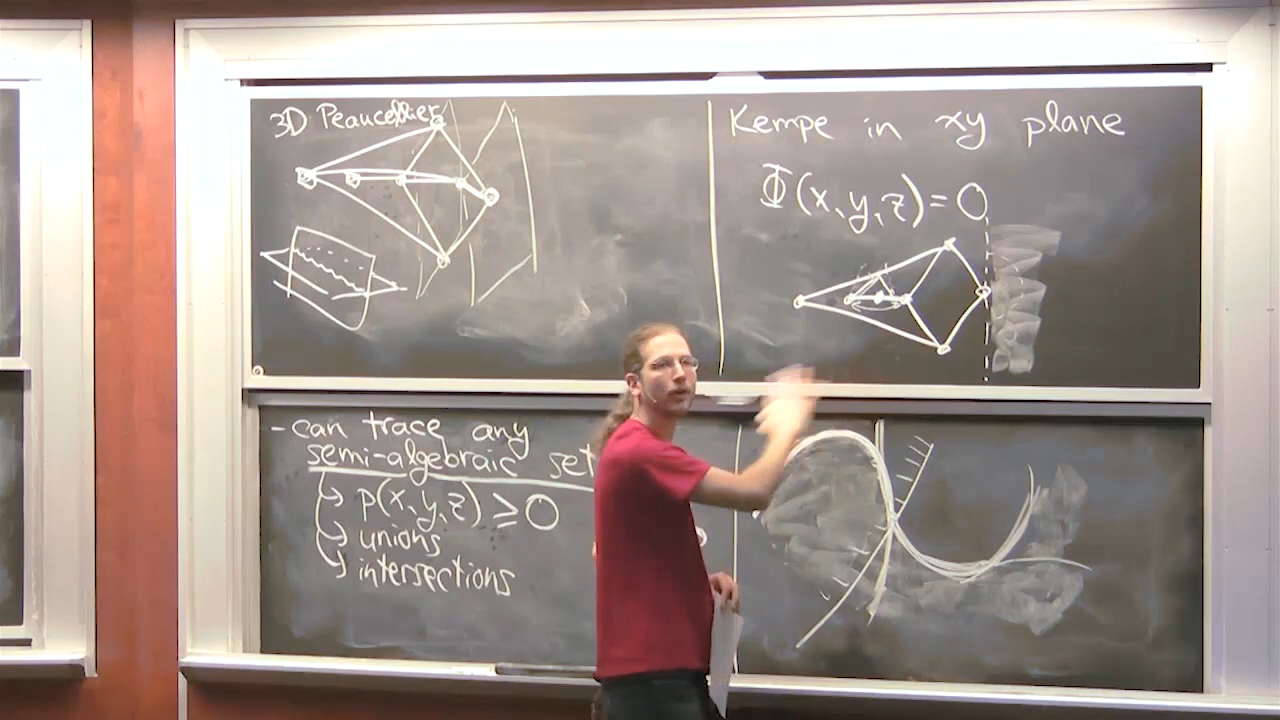 3D Peaucellier
Kempe in xy plane
Φ(x,y,z)=0
- can trace any
semi-algebraic set
↳ p(x,y,z) ≥ 0
↳ unions
↳ intersections